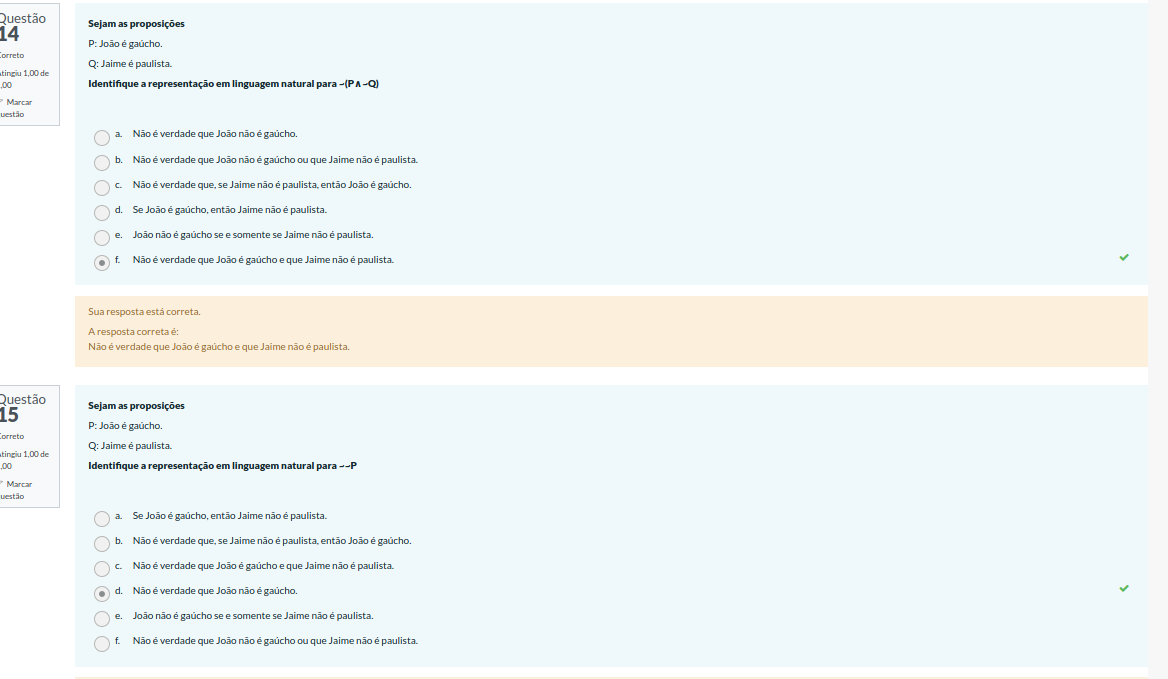 Questão
14
Correto
Atingiu 1,00 de
1,00
Marcar
questão
Sejam as proposições
P: João é gaúcho.
Q: Jaime é paulista.
Identifique a representação em linguagem natural para ~(P∧~Q)
a. Não é verdade que João não é gaúcho.
b. Não é verdade que João não é gaúcho ou que Jaime não é paulista.
c. Não é verdade que, se Jaime não é paulista, então João é gaúcho.
d. Se João é gaúcho, então Jaime não é paulista.
e. João não é gaúcho se e somente se Jaime não é paulista.
f. Não é verdade que João é gaúcho e que Jaime não é paulista.
Sua resposta está correta.
A resposta correta é:
Não é verdade que João é gaúcho e que Jaime não é paulista.
Questão
15
Correto
Atingiu 1,00 de
1,00
Marcar
questão
Sejam as proposições
P: João é gaúcho.
Q: Jaime é paulista.
Identifique a representação em linguagem natural para ~~P
a. Se João é gaúcho, então Jaime não é paulista.
b. Não é verdade que, se Jaime não é paulista, então João é gaúcho.
c. Não é verdade que João é gaúcho e que Jaime não é paulista.
d. Não é verdade que João não é gaúcho.
e. João não é gaúcho se e somente se Jaime não é paulista.
f. Não é verdade que João não é gaúcho ou que Jaime não é paulista.